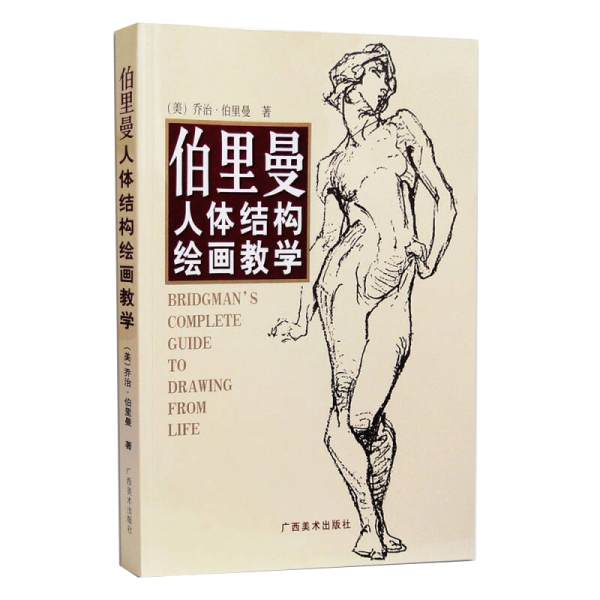 （美）乔治·伯里曼 著
伯里曼
人体结构
绘画教学
BRIDGMAN'S
COMPLETE
GUIDE
TO
DRAWING
FROM
LIFE
广西美术出版社
伯里曼人体结构绘画教学
（美）乔治·伯里曼 著
广西美术出版社